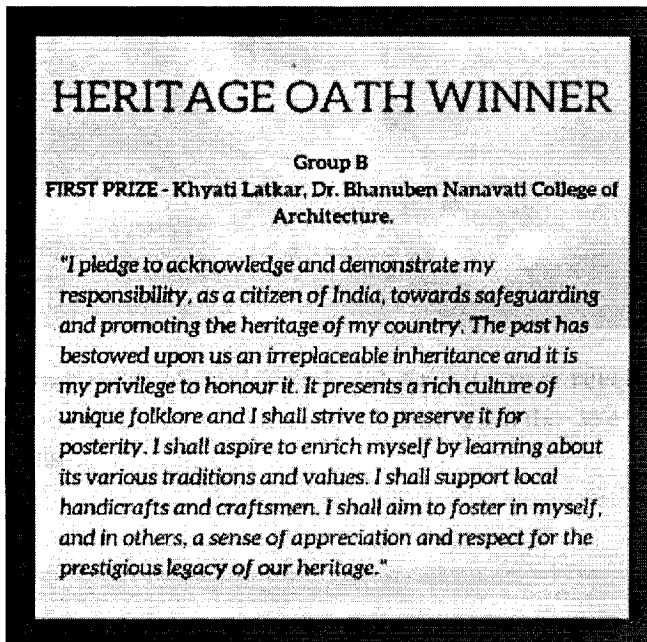 HERITAGE OATH WINNER
Group B
FIRST PRIZE - Khyati Latkar, Dr. Bhanuben Nanavati College of
Architecture.
"I pledge to acknowledge and demonstrate my
responsibility, as a citizen of India, towards safeguarding
and promoting the heritage of my country. The past has
bestowed upon us an irreplaceable inheritance and it is
my privilege to honour it. It presents a rich culture of
unique folklore and I shall strive to preserve it for
posterity. I shall aspire to enrich myself by learning about
its various traditions and values. I shall support local
handicrafts and craftsmen. I shall aim to foster in myself,
and in others, a sense of appreciation and respect for the
prestigious legacy of our heritage."